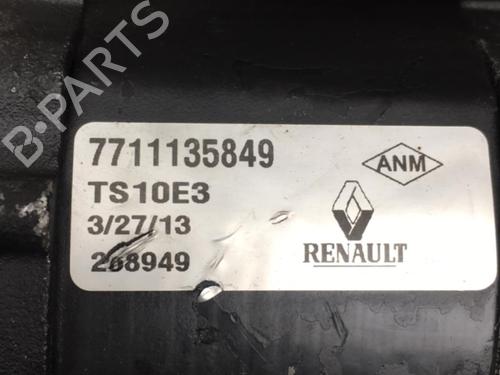 B-PARTS
7711135849
ANM
TS10E3
3/27/13
268949
RENAULT